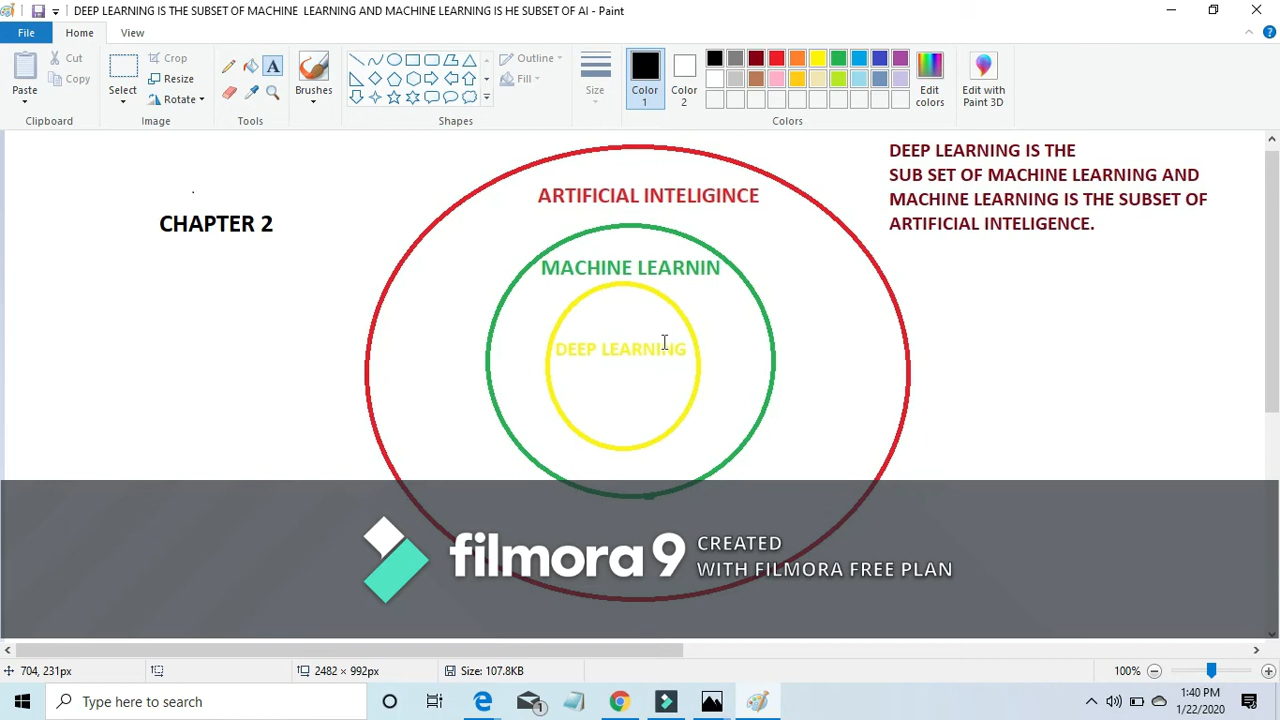 DEEP LEARNING IS THE SUBSET OF MACHINE  LEARNING AND MACHINE LEARNING IS HE SUBSET OF AI - Paint
File
Home
View
Paste
Cut
Copy
Clipboard
Select
Crop
Resize
Rotate
Image
Tools
Brushes
Shapes
Outline
Fill
Size
Color
1
Color
2
Colors
Edit
colors
Edit with
Paint 3D
CHAPTER 2
ARTIFICIAL INTELIGINCE
MACHINE LEARNIN
DEEP LEARNING
DEEP LEARNING IS THE
SUB SET OF MACHINE LEARNING AND
MACHINE LEARNING IS THE SUBSET OF
ARTIFICIAL INTELIGENCE.
filmora 9
CREATED
WITH FILMORA FREE PLAN
704, 231px
2482 × 992px
Size: 107.8KB
100%
Type here to search
1
1:40 PM
1/22/2020